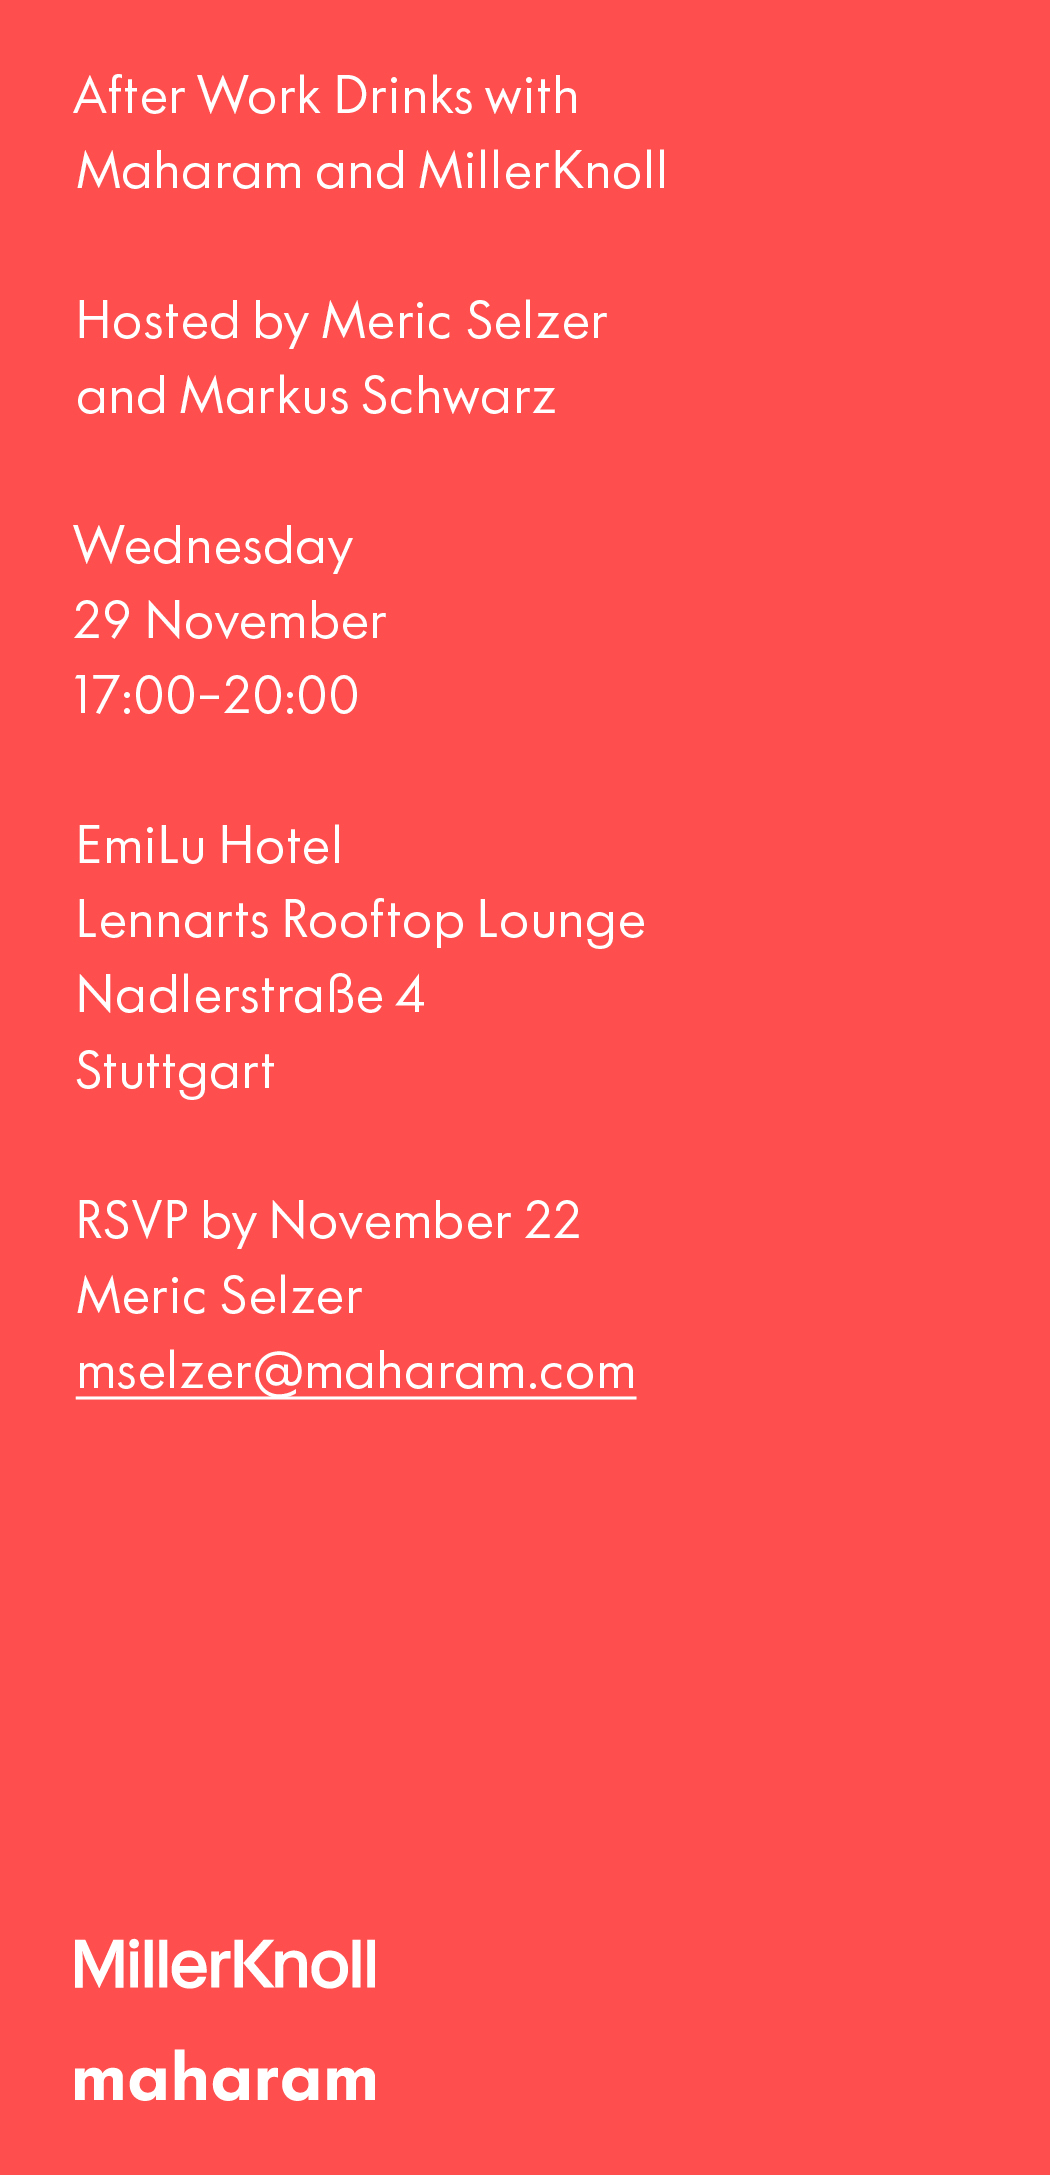 After Work Drinks with
Maharam and MillerKnoll
Hosted by Meric Selzer
and Markus Schwarz
Wednesday
29 November
17:00–20:00
EmiLu Hotel
Lennarts Rooftop Lounge
Nadlerstraße 4
Stuttgart
RSVP by November 22
Meric Selzer
mselzer@maharam.com
MillerKnoll
maharam